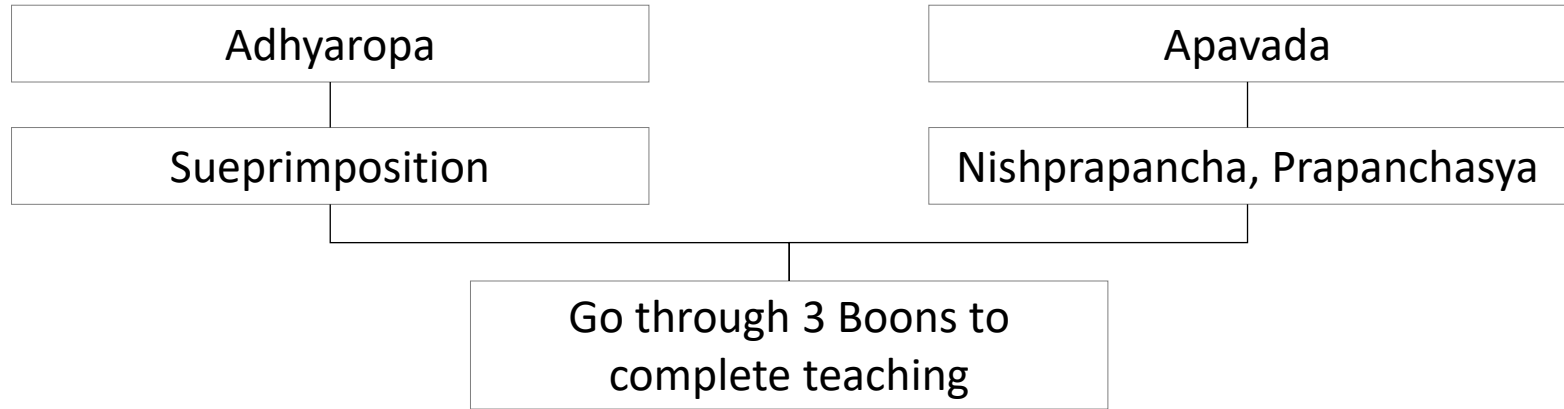 Adhyaropa
Apavada
Sueprimposition
Nishprapancha, Prapanchasya
Go through 3 Boons to
complete teaching